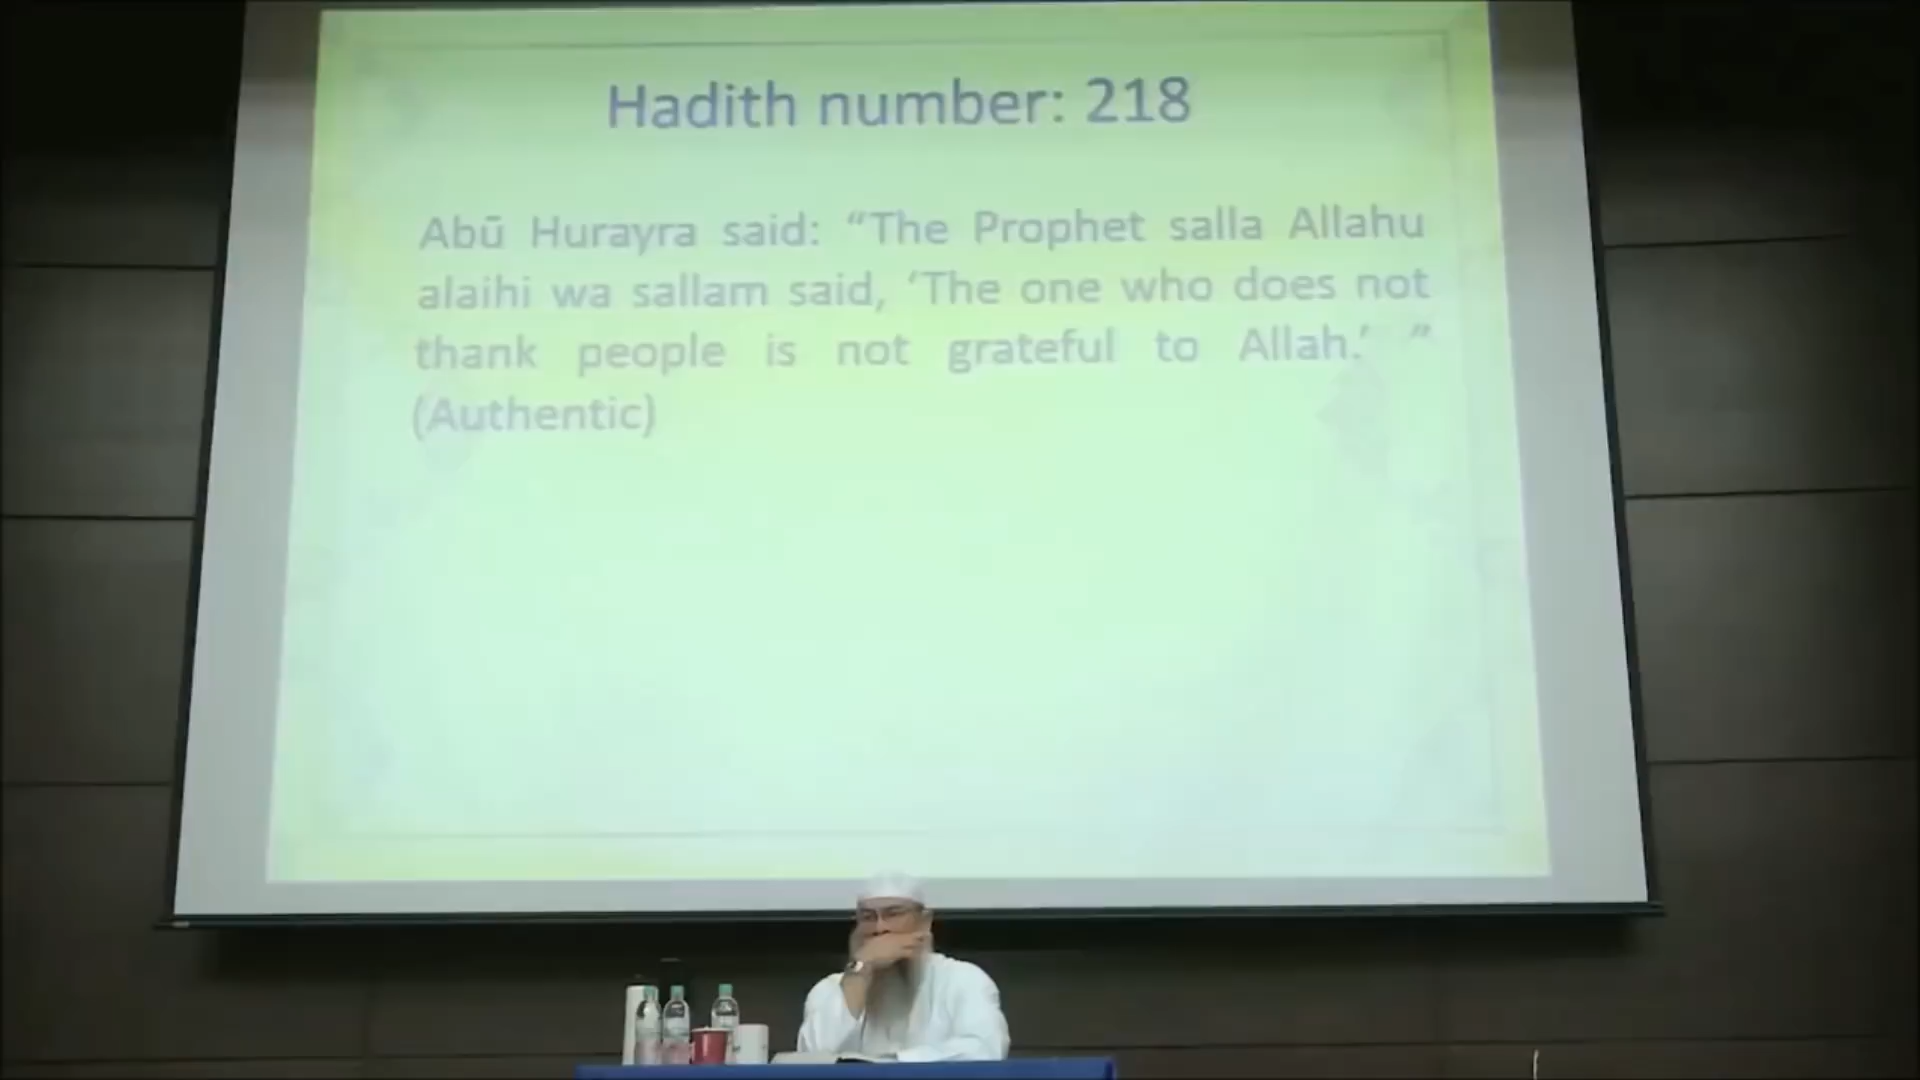 Hadith number: 218
Abū Hurayra said: “The Prophet salla Allahu
alaihi wa sallam said, ‘The one who does not
thank people is not grateful to Allah.’ ”
(Authentic)